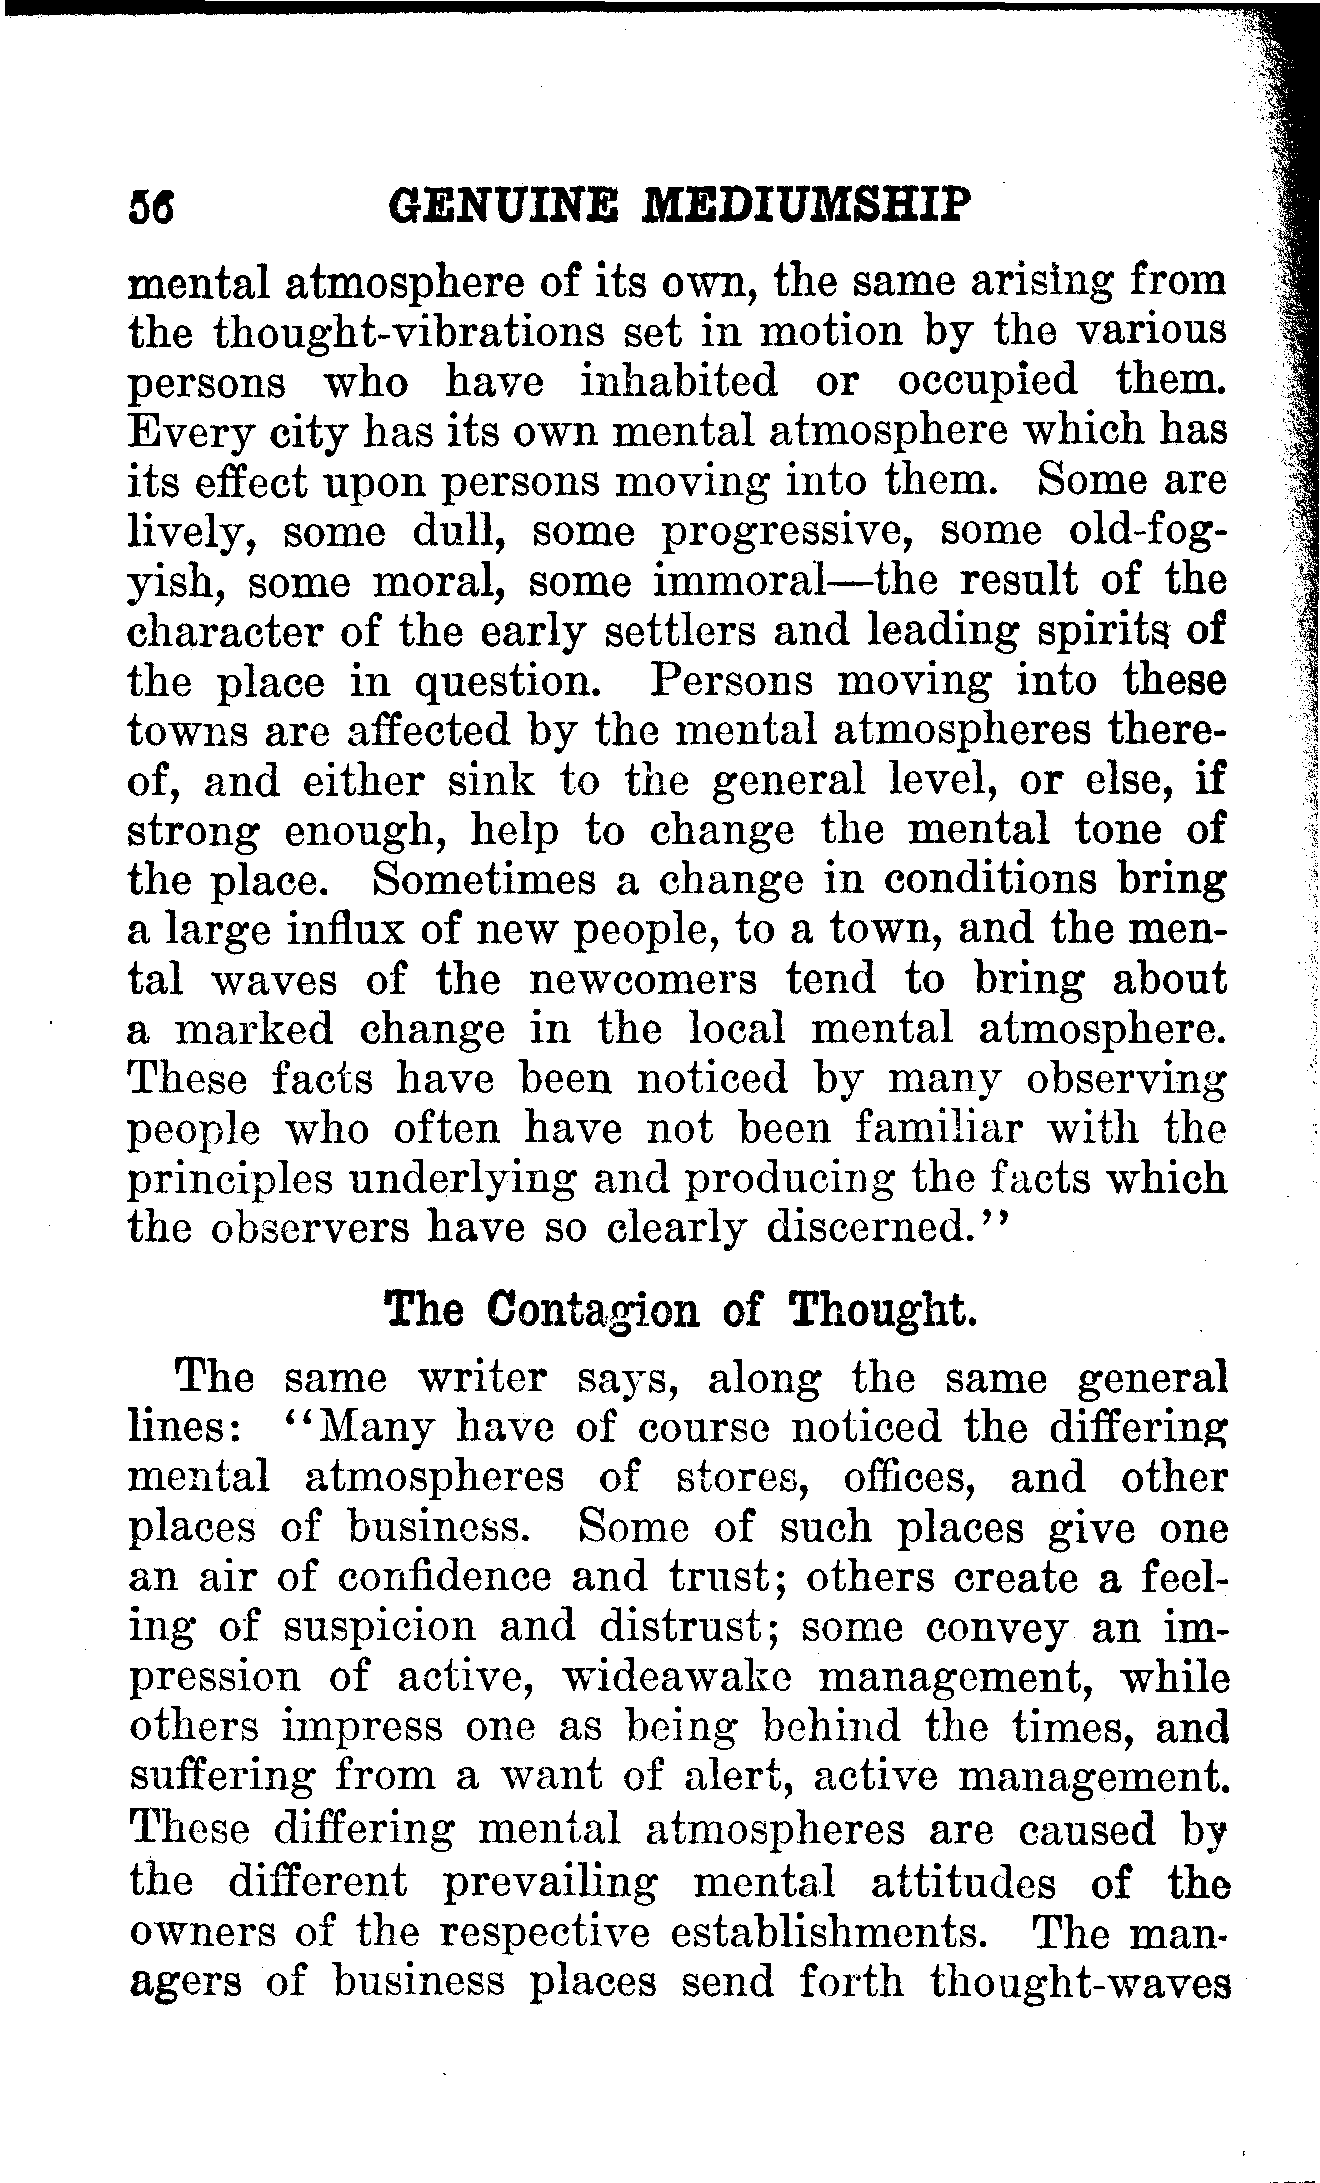 56 GENUINE MEDIUMSHIP
mental atmosphere of its own, the same arising from
the thought-vibrations set in motion by the various
persons who have inhabited or occupied them.
Every city has its own mental atmosphere which has
its effect upon persons moving into them. Some are
lively, some dull, some progressive, some old-fog-
yish, some moral, some immoral—the result of the
character of the early settlers and leading spirits of
the place in question. Persons moving into these
towns are affected by the mental atmospheres there-
of, and either sink to the general level, or else, if
strong enough, help to change the mental tone of
the place. Sometimes a change in conditions bring
a large influx of new people, to a town, and the men-
tal waves of the newcomers tend to bring about
a marked change in the local mental atmosphere.
These facts have been noticed by many observing
people who often have not been familiar with the
principles underlying and producing the facts which
the observers have so clearly discerned.''
The Contagion of Thought.
The same writer says, along the same general
lines: ``Many have of course noticed the differing
mental atmospheres of stores, offices, and other
places of business. Some of such places give one
an air of confidence and trust; others create a feel-
ing of suspicion and distrust; some convey an im-
pression of active, wideawake management, while
others impress one as being behind the times, and
suffering from a want of alert, active management.
These differing mental atmospheres are caused by
the different prevailing mental attitudes of the
owners of the respective establishments. The man-
agers of business places send forth thought-waves